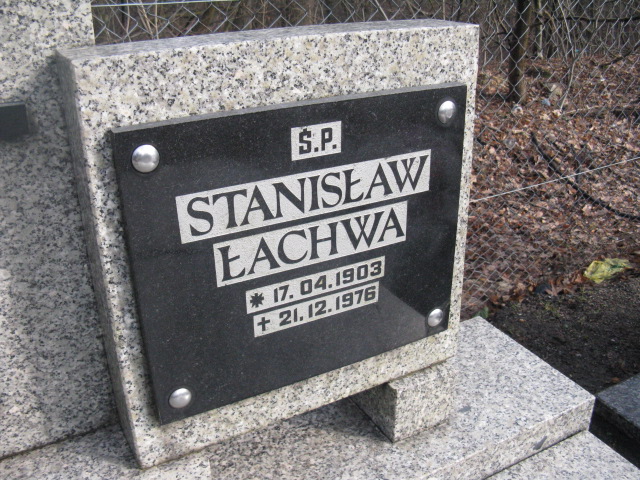 Ś.P.
STANISŁAW
ŁACHWA
* 17.04.1903
+ 21.12.1976